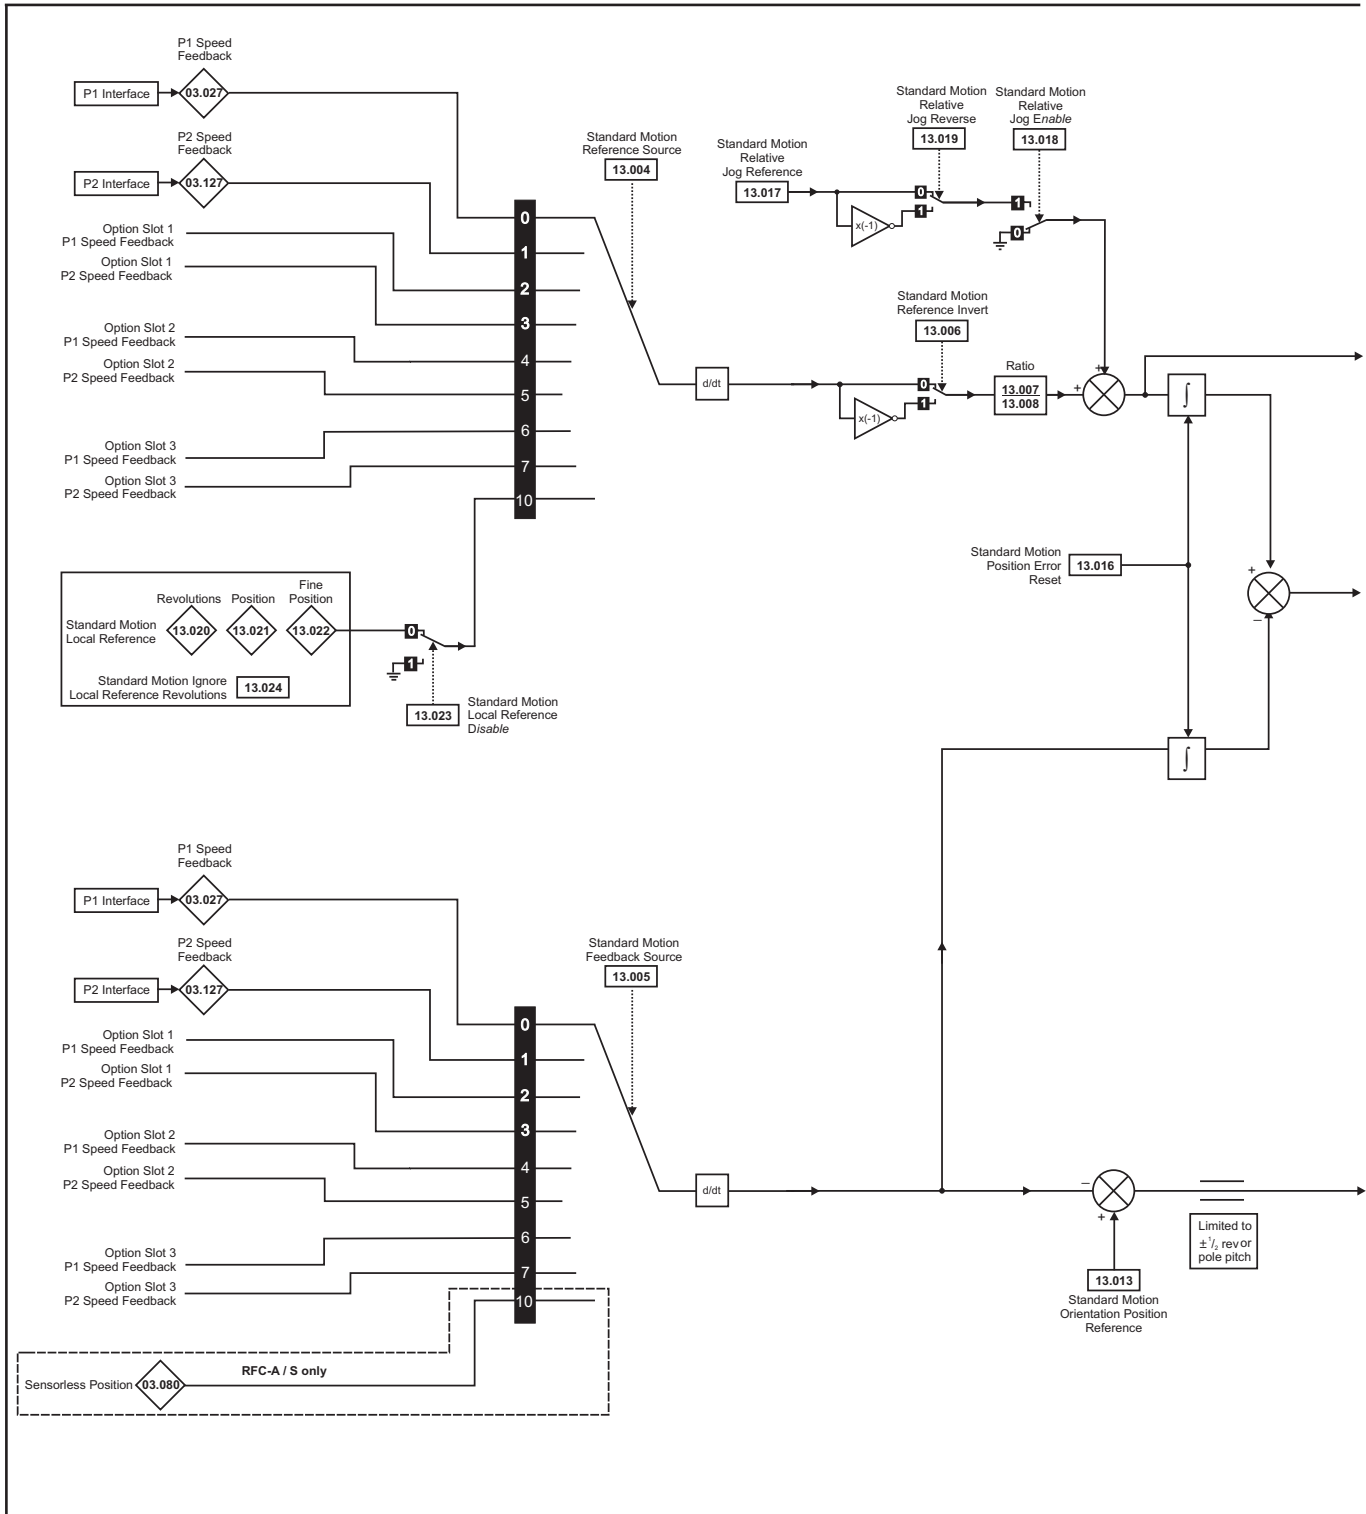 P1 Speed
Feedback
P1 Interface
03.027
P2 Speed
Feedback
P2 Interface
03.127
Option Slot 1
P1 Speed Feedback
Option Slot 1
P2 Speed Feedback
Option Slot 2
P1 Speed Feedback
Option Slot 2
P2 Speed Feedback
Option Slot 3
P1 Speed Feedback
Option Slot 3
P2 Speed Feedback
0
1
2
3
4
5
6
7
10
Standard Motion
Reference Source
13.004
d/dt
Standard Motion
Relative
Jog Reference
13.017
Standard Motion
Relative
Jog Reverse
13.019
Standard Motion
Relative
Jog Enable
13.018
0
1
x(-1)
1
0
Standard Motion
Reference Invert
13.006
0
1
x(-1)
Ratio
13.007
13.008
+
+
∫
Standard Motion
Position Error
Reset
13.016
+
−
∫
Standard Motion
Local Reference
Revolutions
13.020
Position
13.021
Fine
Position
13.022
Standard Motion Ignore
Local Reference Revolutions
13.024
0
1
13.023
Standard Motion
Local Reference
Disable
P1 Speed
Feedback
P1 Interface
03.027
P2 Speed
Feedback
P2 Interface
03.127
Option Slot 1
P1 Speed Feedback
Option Slot 1
P2 Speed Feedback
Option Slot 2
P1 Speed Feedback
Option Slot 2
P2 Speed Feedback
Option Slot 3
P1 Speed Feedback
Option Slot 3
P2 Speed Feedback
0
1
2
3
4
5
6
7
10
Standard Motion
Feedback Source
13.005
d/dt
RFC-A / S only
Sensorless Position
03.080
−
+
13.013
Standard Motion
Orientation Position
Reference
Limited to
±1/2 rev or
pole pitch